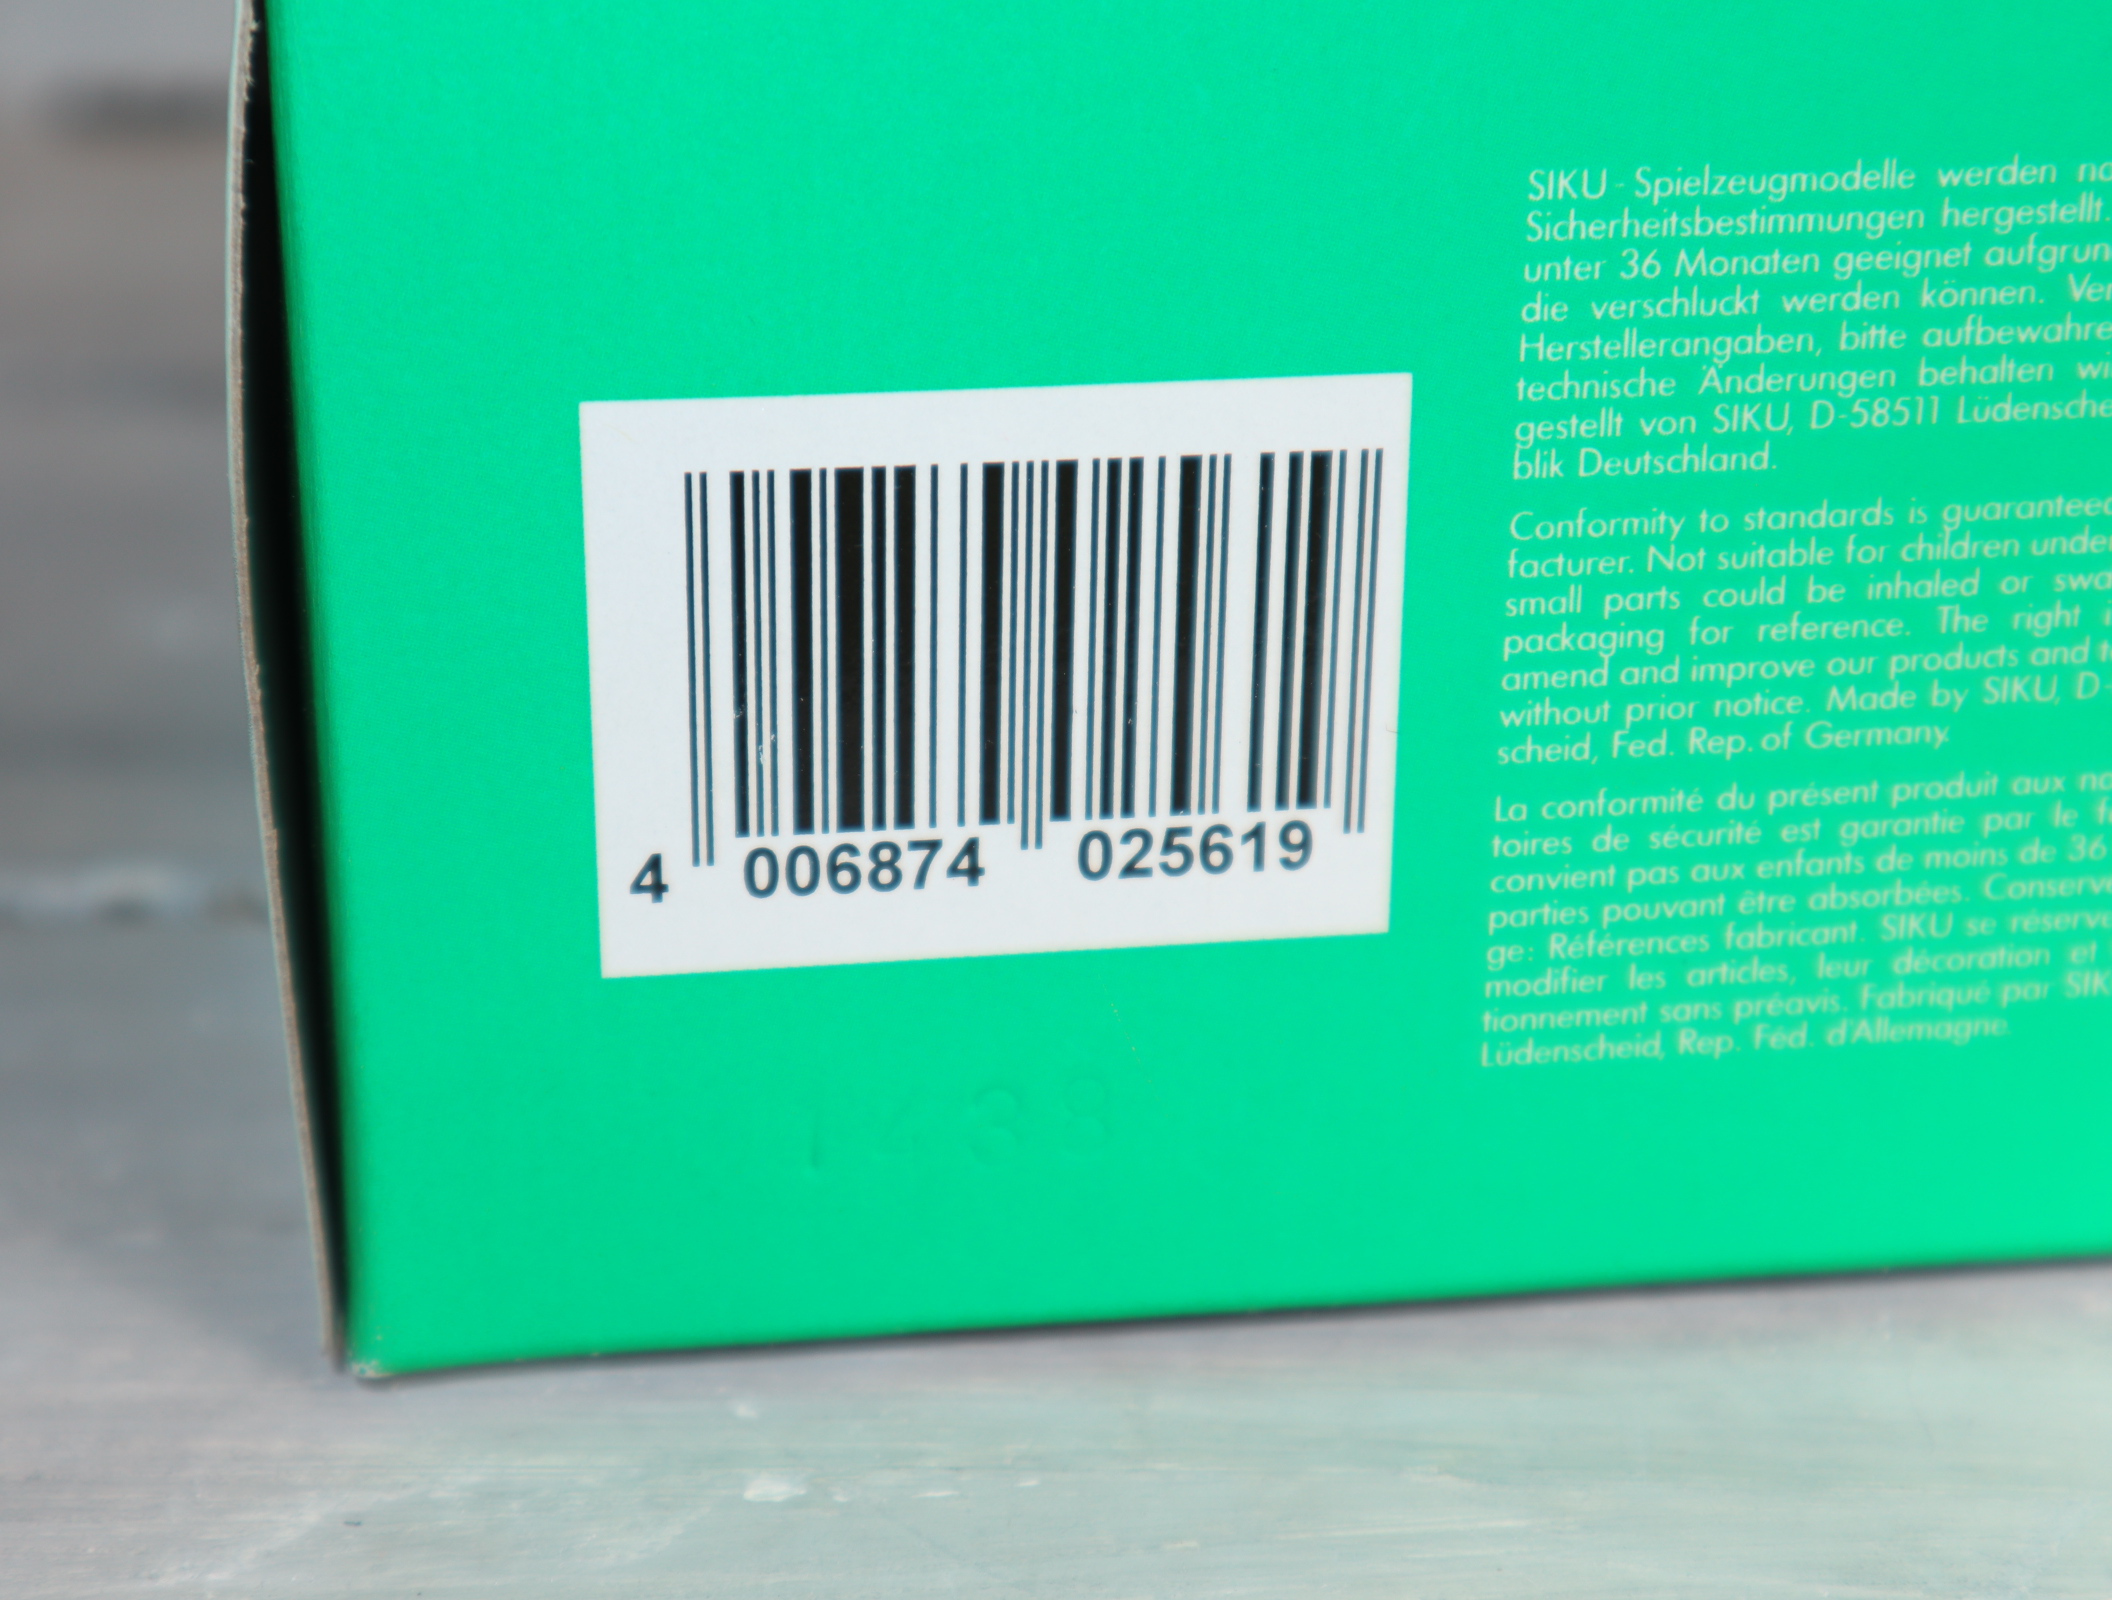 4 006874 025619
SIKU - Spielzeugmodelle werden
Sicherheitsbestimmungen hergestellt.
unter 36 Monaten geeignet
die verschluckt werden können.
Herstellerangaben, bitte
technische Änderungen behalten
gestellt von SIKU, D-58511
blik Deutschland.
Conformity to standards is guaranteed
facturer. Not suitable for children
small parts could be inhaled or
packaging for reference. The right
amend and improve our products and
without prior notice. Made by SIKU, D-
scheid, Fed. Rep. of Germany.
La conformité du présent produit aux
toires de sécurité est garantie par le
convient pas aux enfants de moins de 36
parties pouvant être absorbées.
ge: Références fabricant. SIKU se
modifier les articles, leur décoration et
tionnement sans préavis. Fabriqué par
Lüdenscheid, Rep. Féd. d'Allemagne.